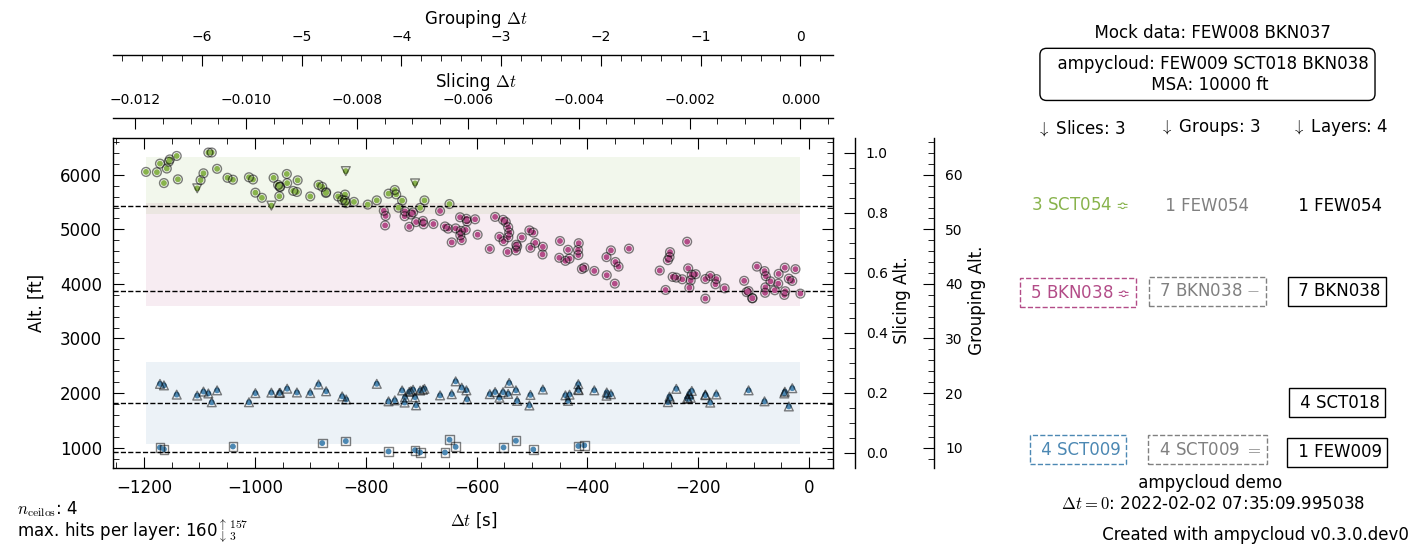 Grouping Δt
−6 −5 −4 −3 −2 −1 0
Slicing Δt
−0.012 −0.010 −0.008 −0.006 −0.004 −0.002 0.000
Alt. [ft]
6000
5000
4000
3000
2000
1000
−1200 −1000 −800 −600 −400 −200 0
Δt [s]
1.0
0.8
0.6
0.4
0.2
0.0
Slicing Alt.
60
50
40
30
20
10
Grouping Alt.
Mock data: FEW008 BKN037
ampycloud: FEW009 SCT018 BKN038
MSA: 10000 ft
↓ Slices: 3 ↓ Groups: 3 ↓ Layers: 4
3 SCT054 ≎ 1 FEW054 1 FEW054
5 BKN038 ≎ 7 BKN038 − 7 BKN038
4 SCT018
4 SCT009 4 SCT009 = 1 FEW009
ampycloud demo
Δt = 0: 2022-02-02 07:35:09.995038
Created with ampycloud v0.3.0.dev0
n_ceilos: 4
max. hits per layer: 160 ↑157 ↓3